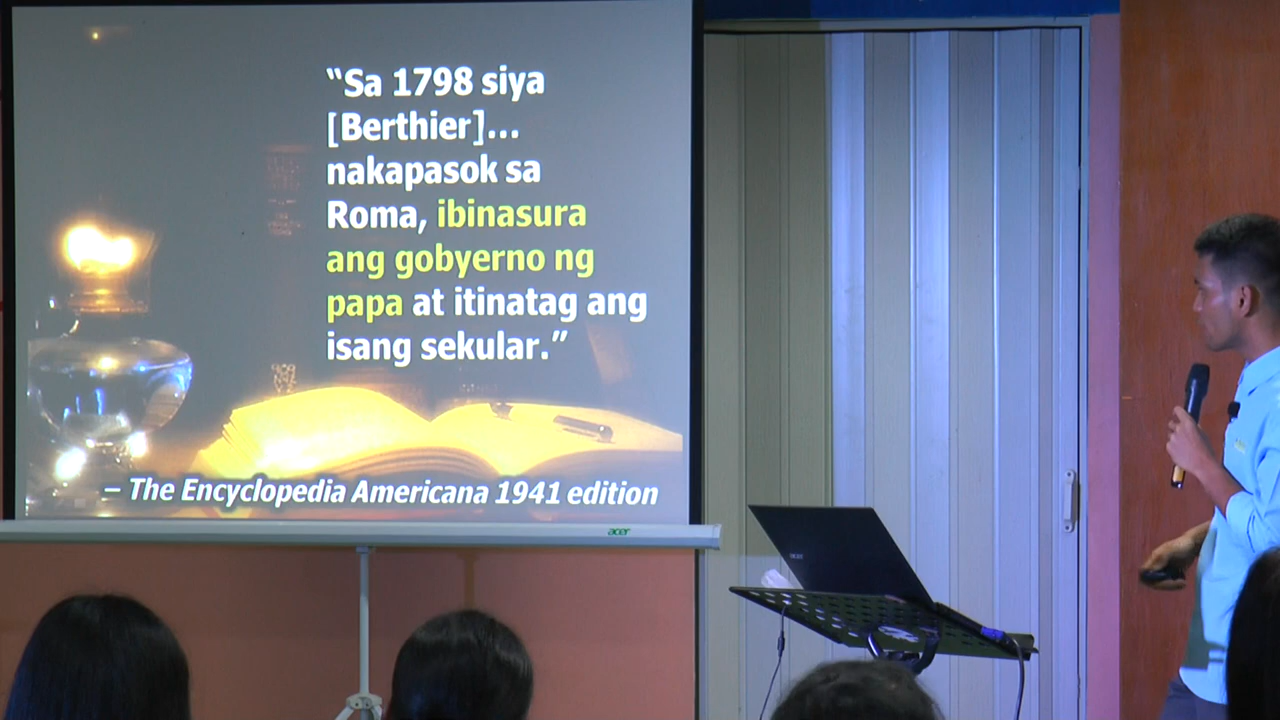 “Sa 1798 siya
[Berthier]...
nakapasok sa
Roma, ibinasura
ang gobyerno ng
papa at itinatag ang
isang sekular.”
– The Encyclopedia Americana 1941 edition
acer